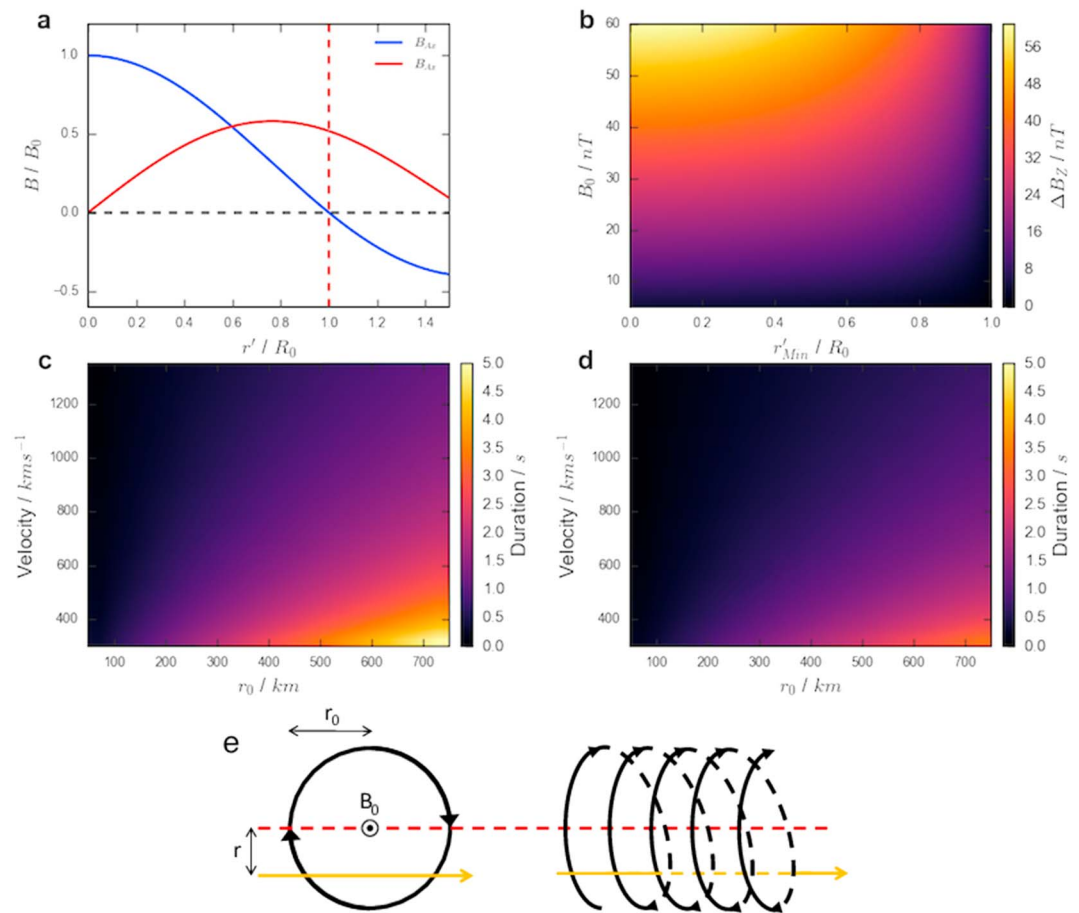 a
1.0
0.5
0.0
−0.5
B / B0
0.0 0.2 0.4 0.6 0.8 1.0 1.2 1.4
r′ / R0
b
60
50
40
30
20
10
B0 / nT
0.0 0.2 0.4 0.6 0.8 1.0
r′Min / R0
56
48
40
32
24
16
8
0
ΔBZ / nT
c
1200
1000
800
600
400
Velocity / kms−1
100 200 300 400 500 600 700
r0 / km
5.0
4.5
4.0
3.5
3.0
2.5
2.0
1.5
1.0
0.5
0.0
Duration / s
d
1200
1000
800
600
400
Velocity / kms−1
100 200 300 400 500 600 700
r0 / km
5.0
4.5
4.0
3.5
3.0
2.5
2.0
1.5
1.0
0.5
0.0
Duration / s
e
r0
B0
r